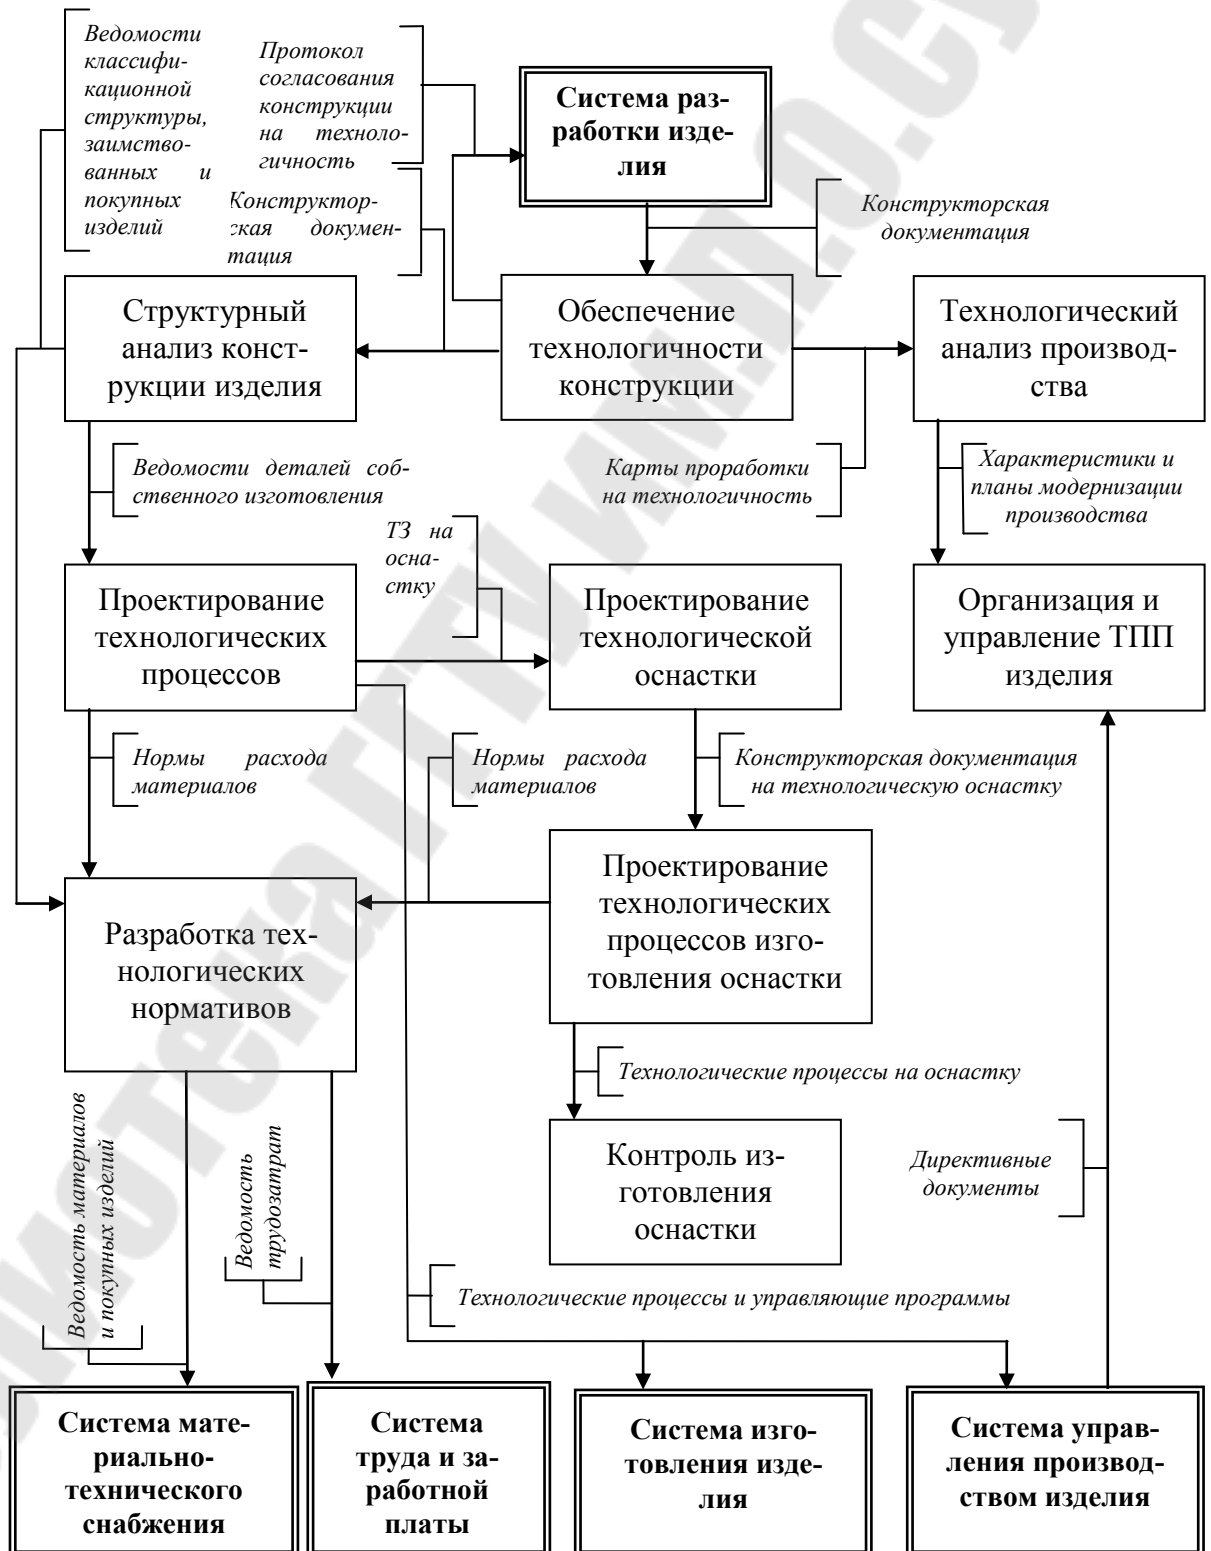 Ведомости
классифи-
кационной
структуры,
заимство-
ванных и
покупных
изделий
Протокол
согласования
конструкции
на техноло-
гичность
Система раз-
работки изде-
лия
Конструктор-
ская докумен-
тация
Конструкторская
документация
Структурный
анализ конст-
рукции изделия
Обеспечение
технологичности
конструкции
Технологический
анализ производ-
ства
Ведомости деталей соб-
ственного изготовления
Карты проработки
на технологичность
Характеристики и
планы модернизации
производства
ТЗ на
осна-
стку
Проектирование
технологических
процессов
Проектирование
технологической
оснастки
Организация и
управление ТПП
изделия
Нормы расхода
материалов
Нормы расхода
материалов
Конструкторская документация
на технологическую оснастку
Разработка тех-
нологических
нормативов
Проектирование
технологических
процессов изго-
товления оснастки
Технологические процессы на оснастку
Контроль из-
готовления
оснастки
Директивные
документы
Ведомость материалов
и покупных изделий
Ведомость
трудозатрат
Технологические процессы и управляющие программы
Система мате-
риально-
технического
снабжения
Система
труда и за-
работной
платы
Система изго-
товления изде-
лия
Система управ-
ления производ-
ством изделия